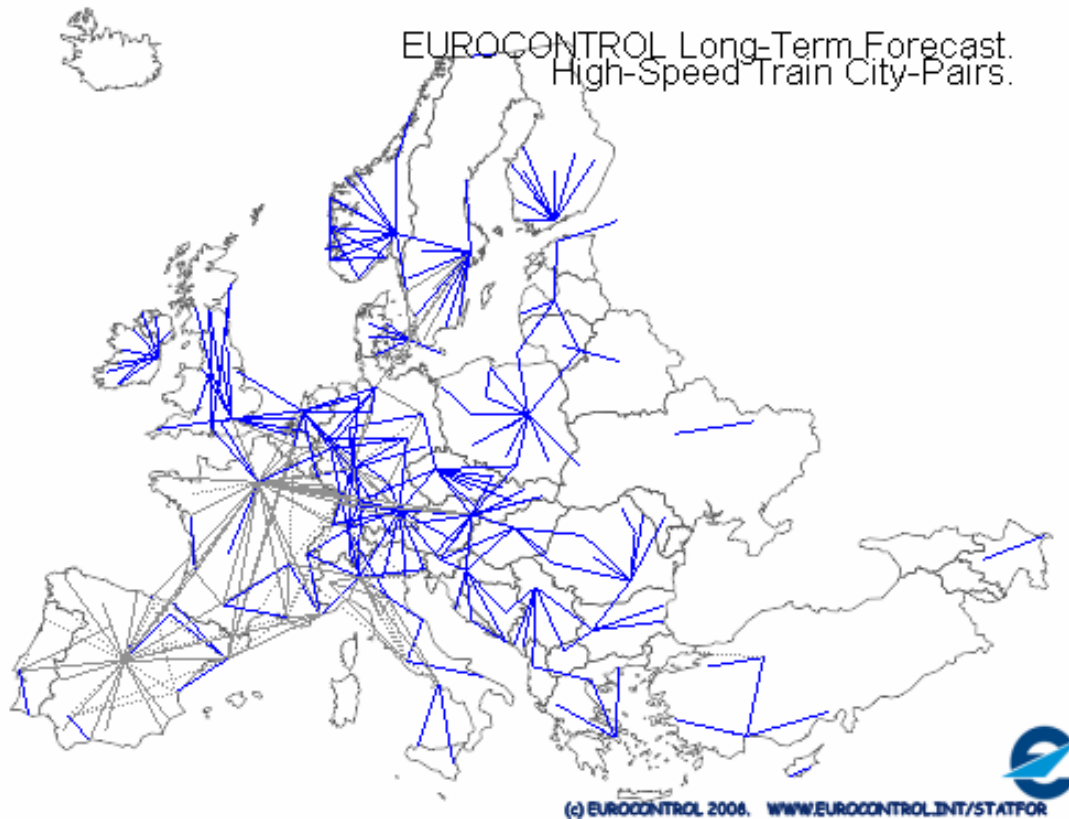 EUROCONTROL Long-Term Forecast.
High-Speed Train City-Pairs.
(c) EUROCONTROL 2008. WWW.EUROCONTROL.INT/STATFOR